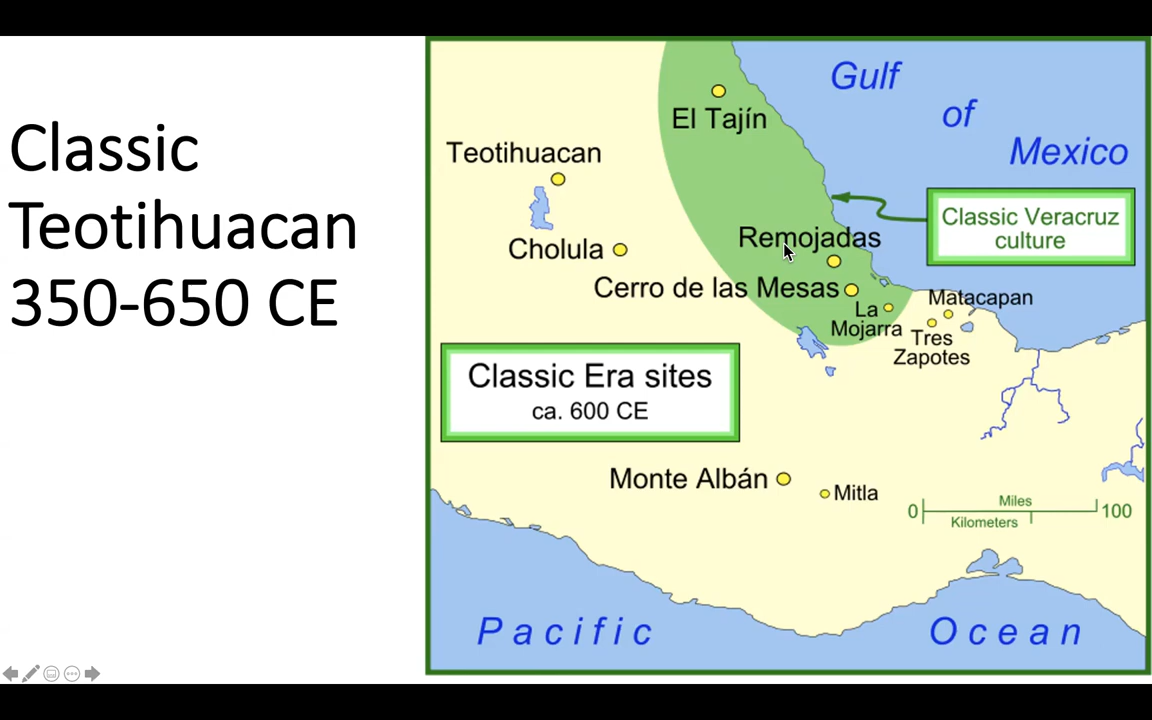 Classic
Teotihuacan
350-650 CE
Gulf
of
Mexico
El Tajín
Teotihuacan
Classic Veracruz
culture
Remojadas
Cholula
Cerro de las Mesas
La
Mojarra
Matacapan
Tres
Zapotes
Classic Era sites
ca. 600 CE
Monte Albán
Mitla
Miles
0 100
Kilometers
Pacific Ocean